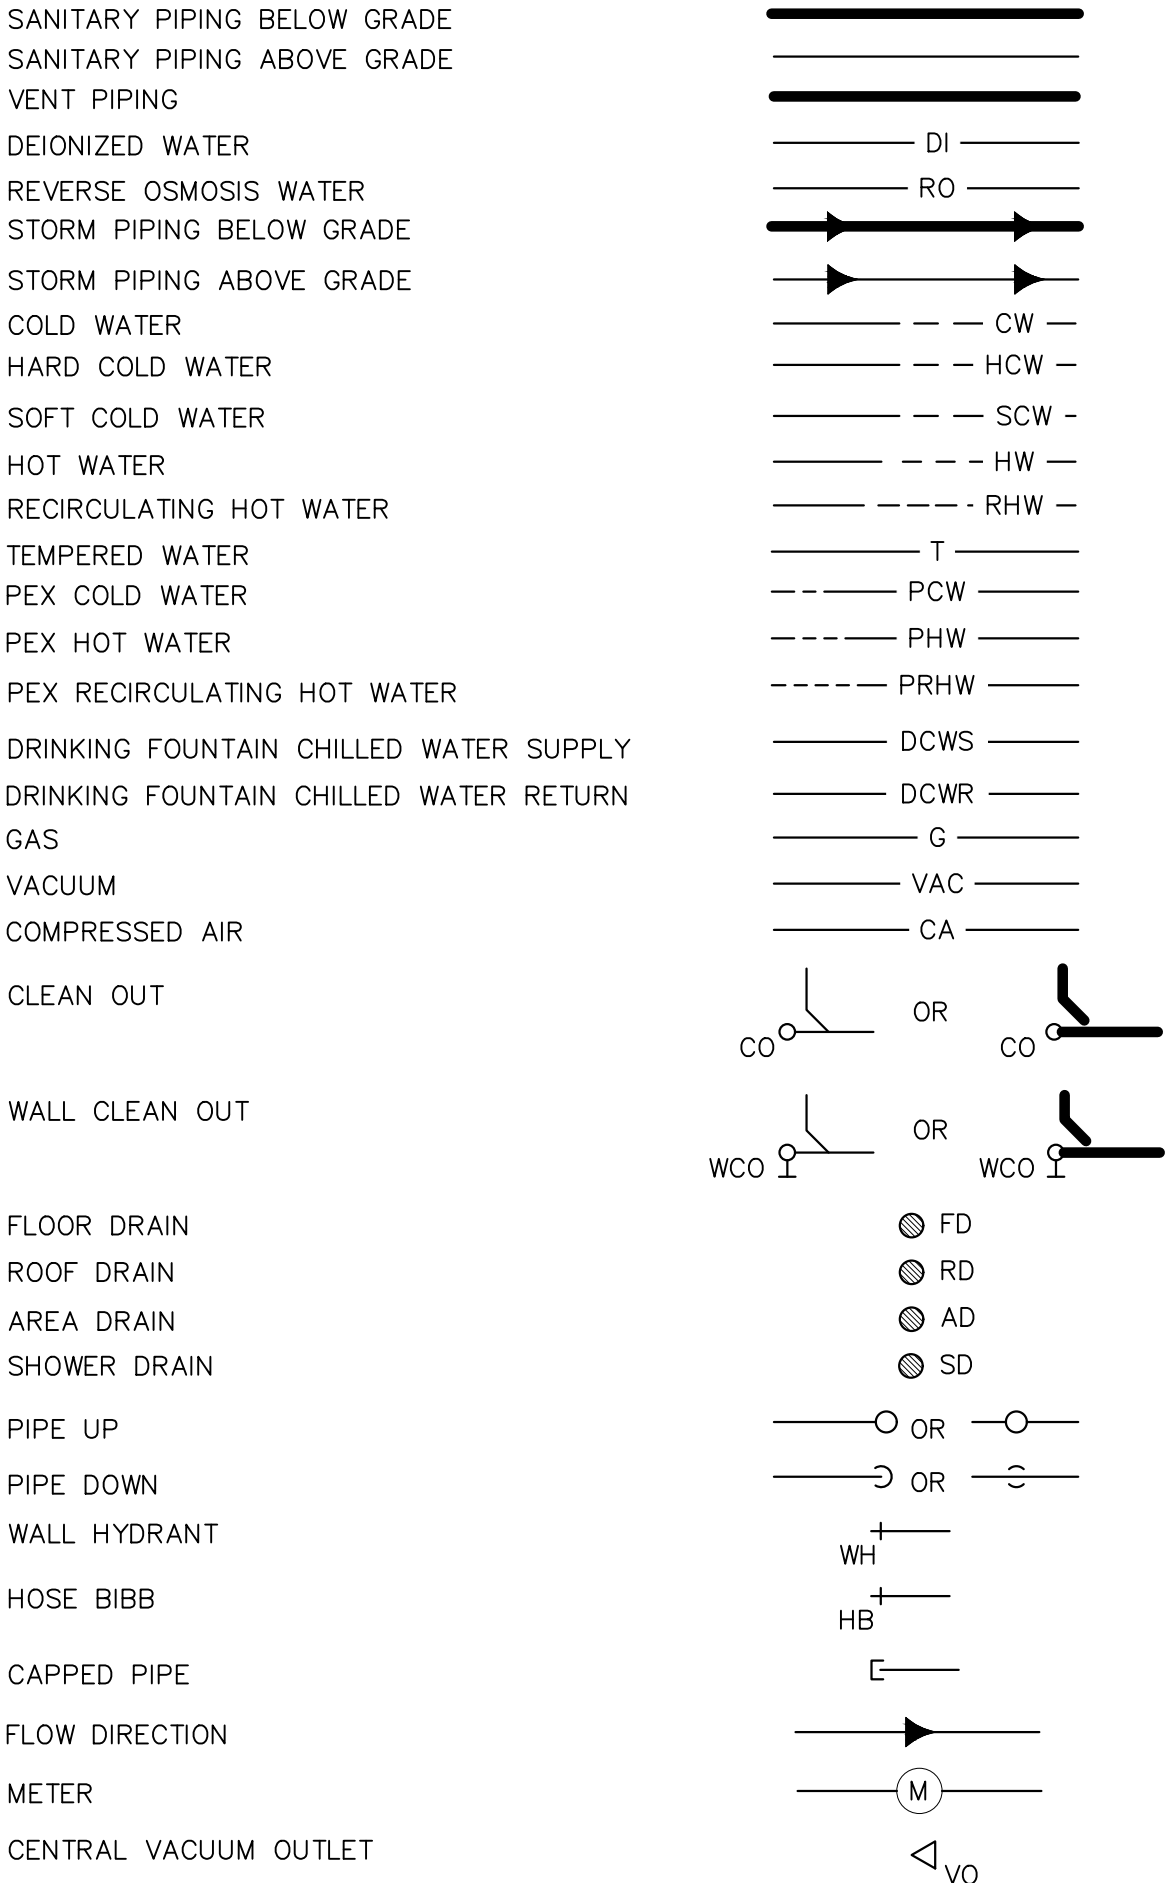 SANITARY PIPING BELOW GRADE
SANITARY PIPING ABOVE GRADE
VENT PIPING
DEIONIZED WATER DI
REVERSE OSMOSIS WATER RO
STORM PIPING BELOW GRADE
STORM PIPING ABOVE GRADE
COLD WATER CW
HARD COLD WATER HCW
SOFT COLD WATER SCW
HOT WATER HW
RECIRCULATING HOT WATER RHW
TEMPERED WATER T
PEX COLD WATER PCW
PEX HOT WATER PHW
PEX RECIRCULATING HOT WATER PRHW
DRINKING FOUNTAIN CHILLED WATER SUPPLY DCWS
DRINKING FOUNTAIN CHILLED WATER RETURN DCWR
GAS G
VACUUM VAC
COMPRESSED AIR CA
CLEAN OUT OR
CO CO
WALL CLEAN OUT OR
WCO WCO
FLOOR DRAIN FD
ROOF DRAIN RD
AREA DRAIN AD
SHOWER DRAIN SD
PIPE UP OR
PIPE DOWN OR
WALL HYDRANT
WH
HOSE BIBB
HB
CAPPED PIPE
FLOW DIRECTION
METER M
CENTRAL VACUUM OUTLET
VO